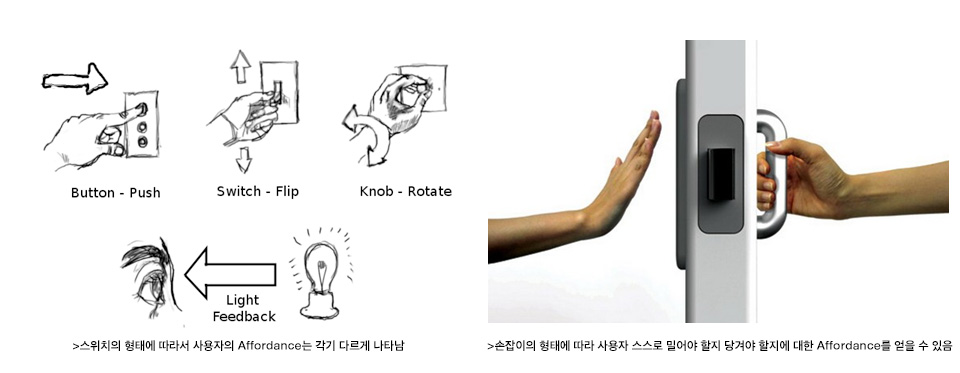 Button - Push
Switch - Flip
Knob - Rotate
Light
Feedback
>스위치의 형태에 따라서 사용자의 Affordance는 각기 다르게 나타남
>손잡이의 형태에 따라 사용자 스스로 밀어야 할지 당겨야 할지에 대한 Affordance를 얻을 수 있음